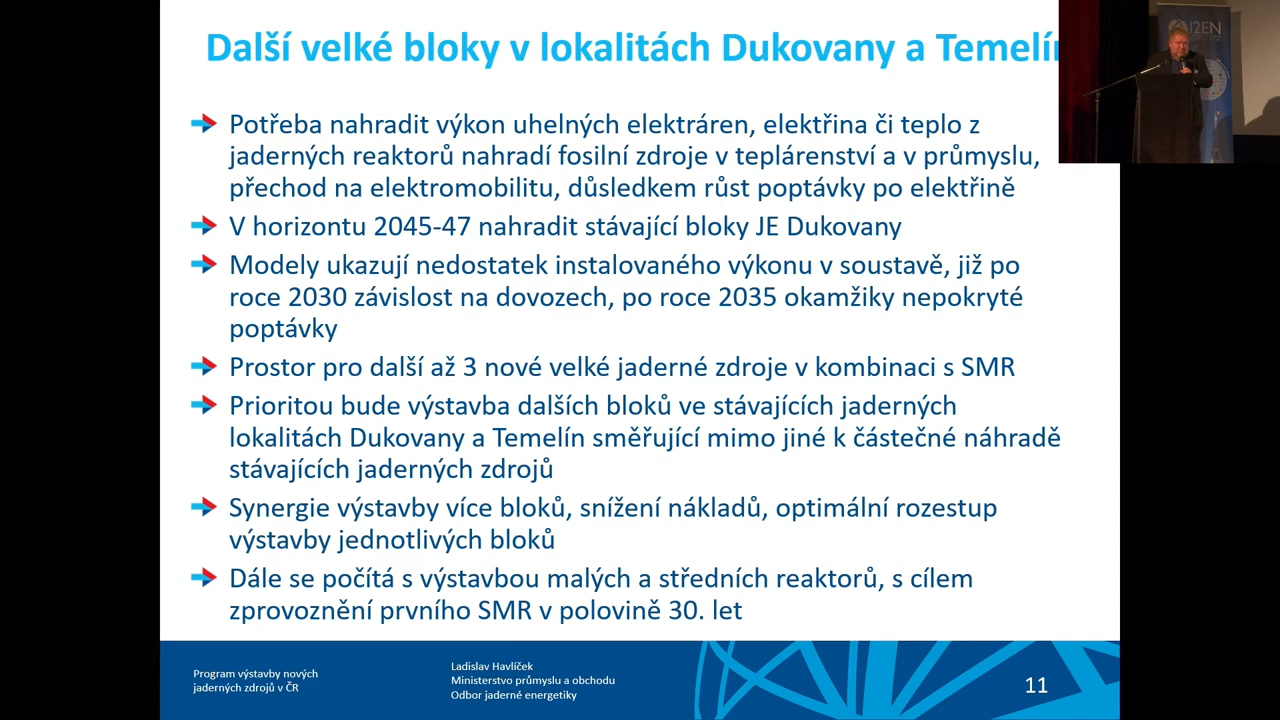 Další velké bloky v lokalitách Dukovany a Temelín
I2EN
Potřeba nahradit výkon uhelných elektráren, elektřina či teplo z
jaderných reaktorů nahradí fosilní zdroje v teplárenství a v průmyslu,
přechod na elektromobilitu, důsledkem růst poptávky po elektřině
V horizontu 2045-47 nahradit stávající bloky JE Dukovany
Modely ukazují nedostatek instalovaného výkonu v soustavě, již po
roce 2030 závislost na dovozech, po roce 2035 okamžiky nepokryté
poptávky
Prostor pro další až 3 nové velké jaderné zdroje v kombinaci s SMR
Prioritou bude výstavba dalších bloků ve stávajících jaderných
lokalitách Dukovany a Temelín směřující mimo jiné k částečné náhradě
stávajících jaderných zdrojů
Synergie výstavby více bloků, snížení nákladů, optimální rozestup
výstavby jednotlivých bloků
Dále se počítá s výstavbou malých a středních reaktorů, s cílem
zprovoznění prvního SMR v polovině 30. let
Program výstavby nových
jaderných zdrojů v ČR
Ladislav Havlíček
Ministerstvo průmyslu a obchodu
Odbor jaderné energetiky
11